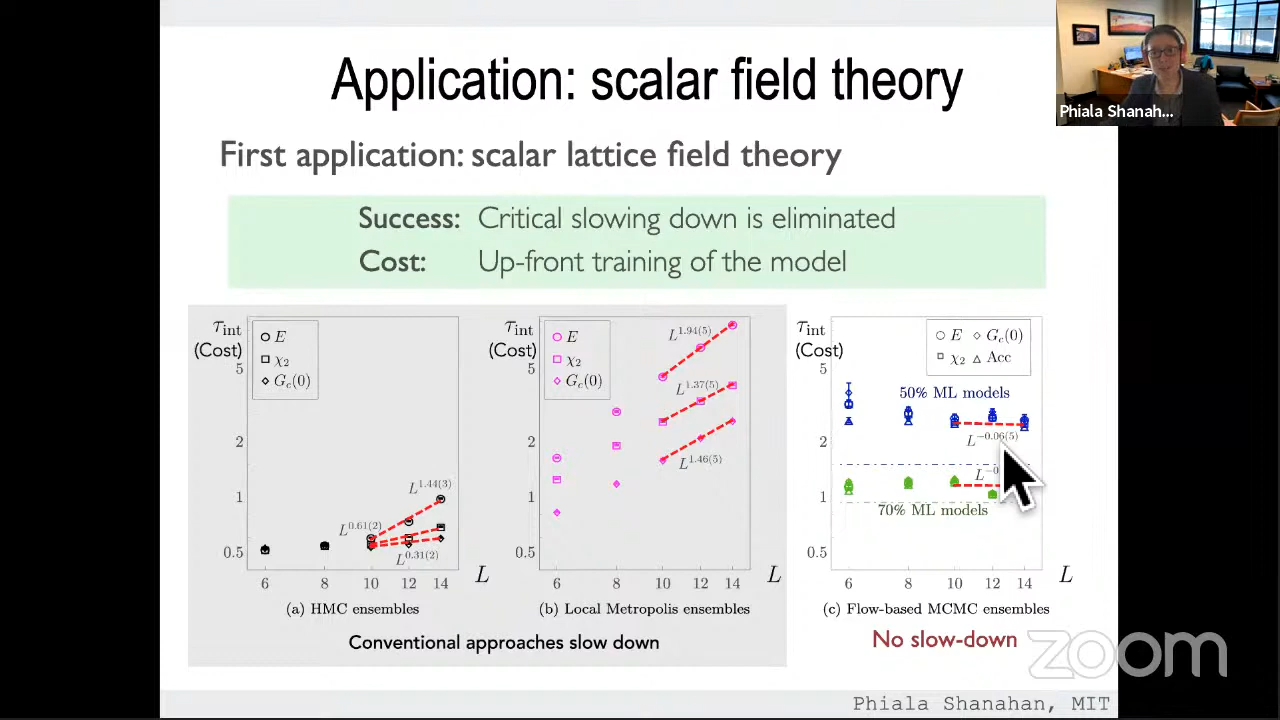 Application: scalar field theory
Phiala Shanah...
First application: scalar lattice field theory
Success: Critical slowing down is eliminated
Cost: Up-front training of the model
τint
(Cost)
5
2
1
0.5
E
χ2
Gc(0)
L^1.44(3)
L^0.61(2)
L^0.31(2)
6 8 10 12 14 L
(a) HMC ensembles
τint
(Cost)
5
2
1
0.5
E
χ2
Gc(0)
L^1.94(5)
L^1.37(5)
L^1.46(5)
6 8 10 12 14 L
(b) Local Metropolis ensembles
Conventional approaches slow down
τint
(Cost)
5
2
1
0.5
E Gc(0)
χ2 Acc
50% ML models
L^-0.06(5)
L^-0
70% ML models
6 8 10 12 14 L
(c) Flow-based MCMC ensembles
No slow-down
zoom
Phiala Shanahan, MIT